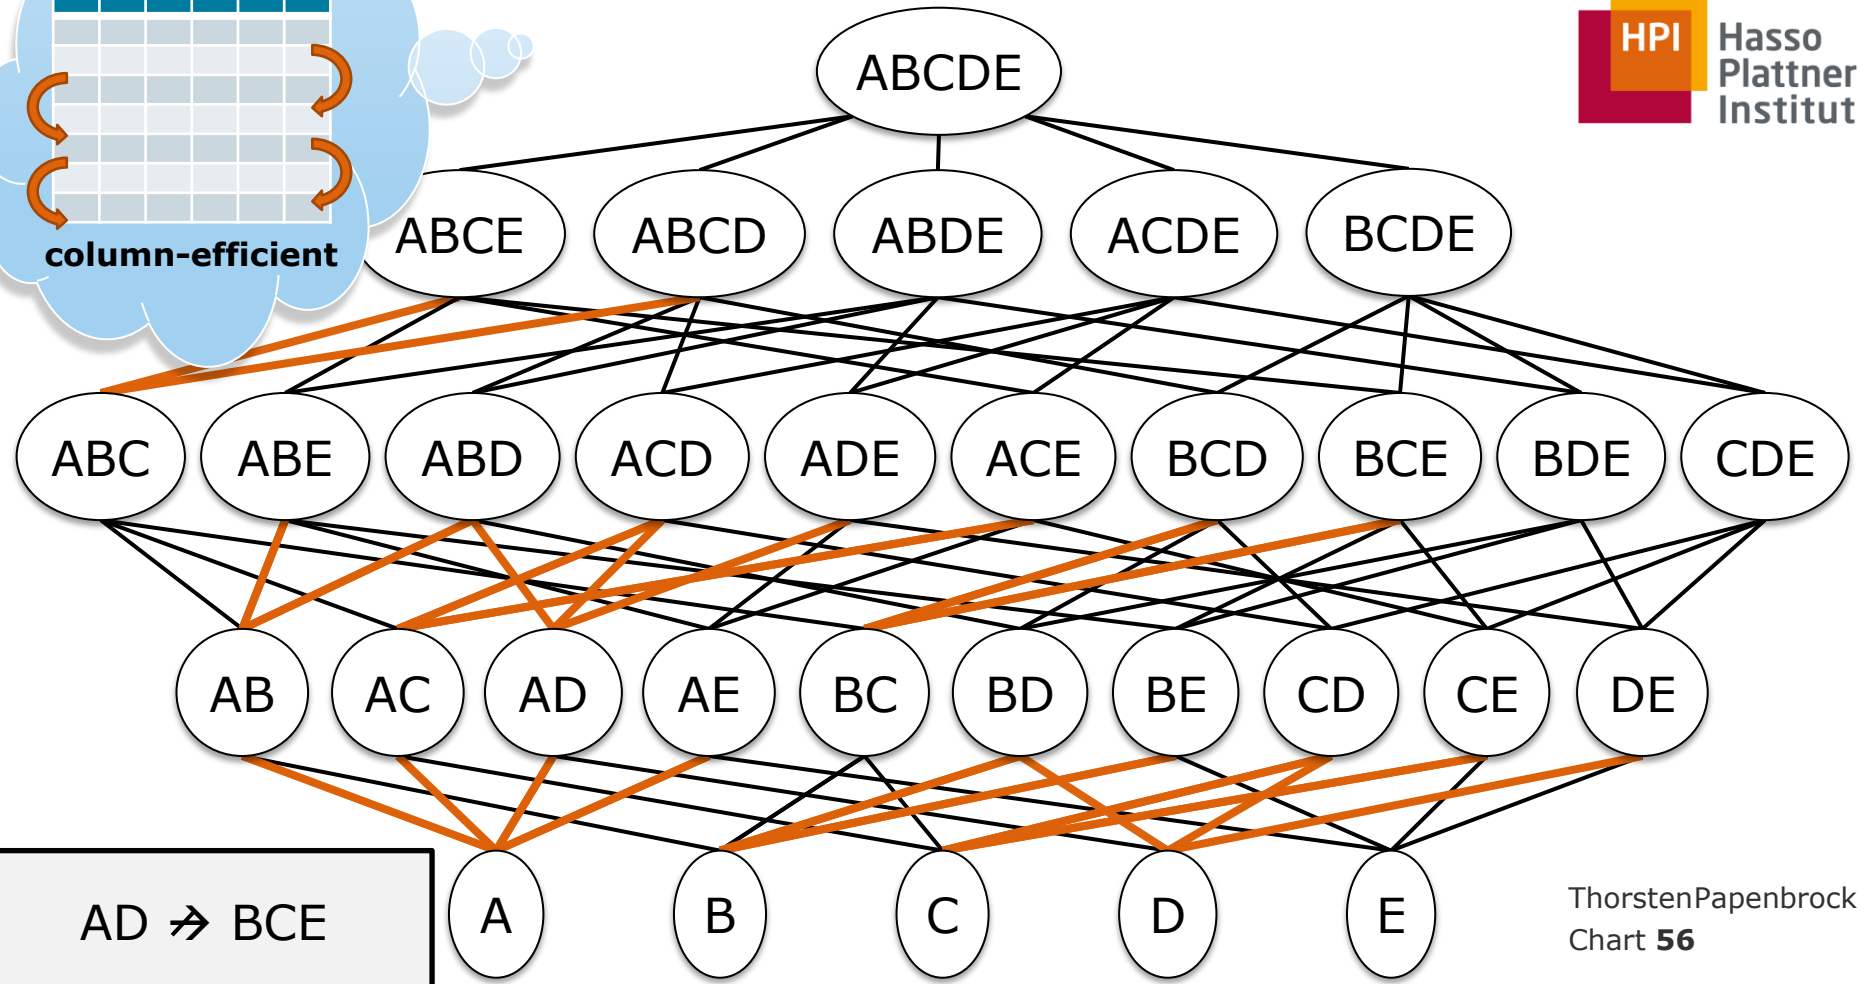 ABCDE
HPI Hasso
Plattner
Institut
ABCE ABCD ABDE ACDE BCDE
column-efficient
ABC ABE ABD ACD ADE ACE BCD BCE BDE CDE
AB AC AD AE BC BD BE CD CE DE
A B C D E
AD ↛ BCE
ThorstenPapenbrock
Chart 56